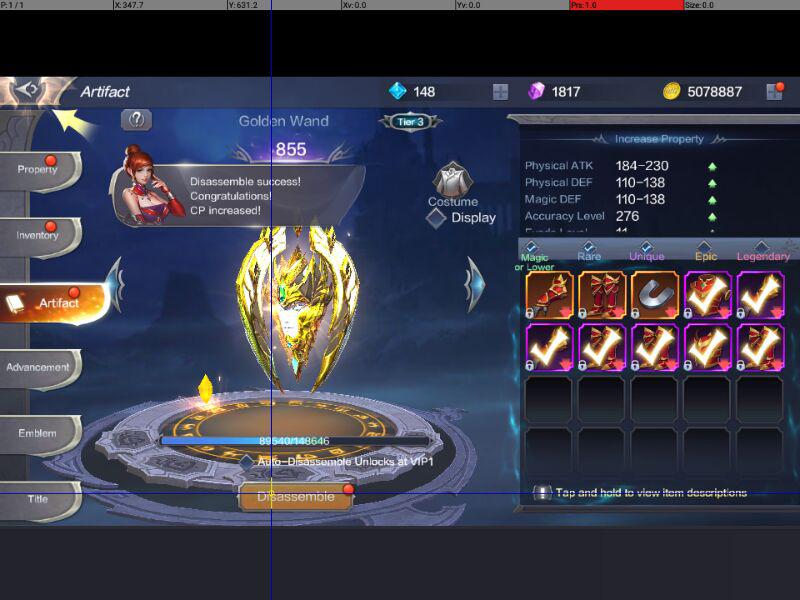 P: 1 / 1
X:347.7
Y:631.2
Xv:0.0
Yv:0.0
Prs:1.0
Size:0.0
Artifact
148
1817
5078887
Golden Wand
Tier 3
855
Increase Property
Physical ATK 184-230
Physical DEF 110-138
Magic DEF 110-138
Accuracy Level 276
Disassemble success!
Congratulations!
CP increased!
Costume
Display
Property
Inventory
Artifact
Advancement
Emblem
Title
Magic or Lower
Rare
Unique
Epic
Legendary
89540/148646
Auto-Disassemble Unlocks at VIP1
Disassemble
Tap and hold to view item descriptions